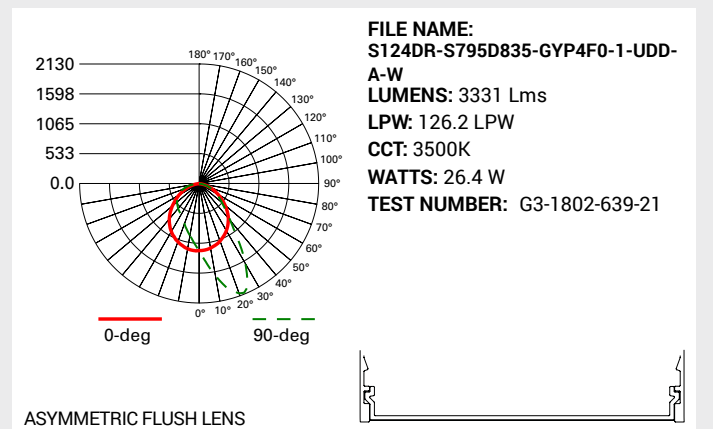 2130
1598
1065
533
0.0
180° 170° 160° 150° 140° 130° 120° 110° 100° 90° 80° 70° 60° 50° 40° 30° 20° 10° 0°
0-deg
90-deg
ASYMMETRIC FLUSH LENS
FILE NAME:
S124DR-S795D835-GYP4F0-1-UDD-
A-W
LUMENS: 3331 Lms
LPW: 126.2 LPW
CCT: 3500K
WATTS: 26.4 W
TEST NUMBER: G3-1802-639-21